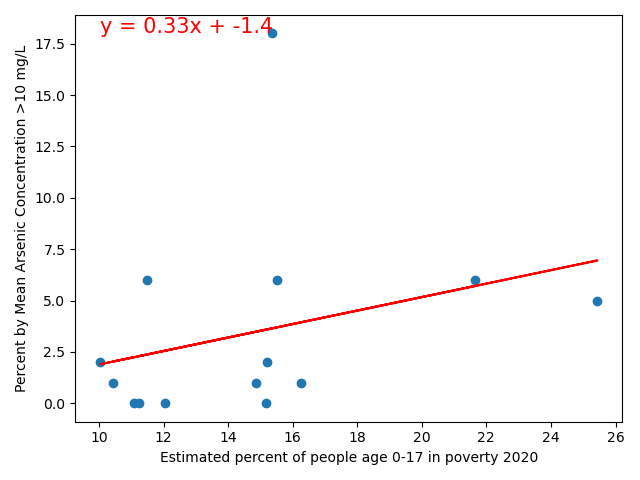 y = 0.33x + -1.4
17.5
15.0
12.5
10.0
7.5
5.0
2.5
0.0
Percent by Mean Arsenic Concentration >10 mg/L
10 12 14 16 18 20 22 24 26
Estimated percent of people age 0-17 in poverty 2020